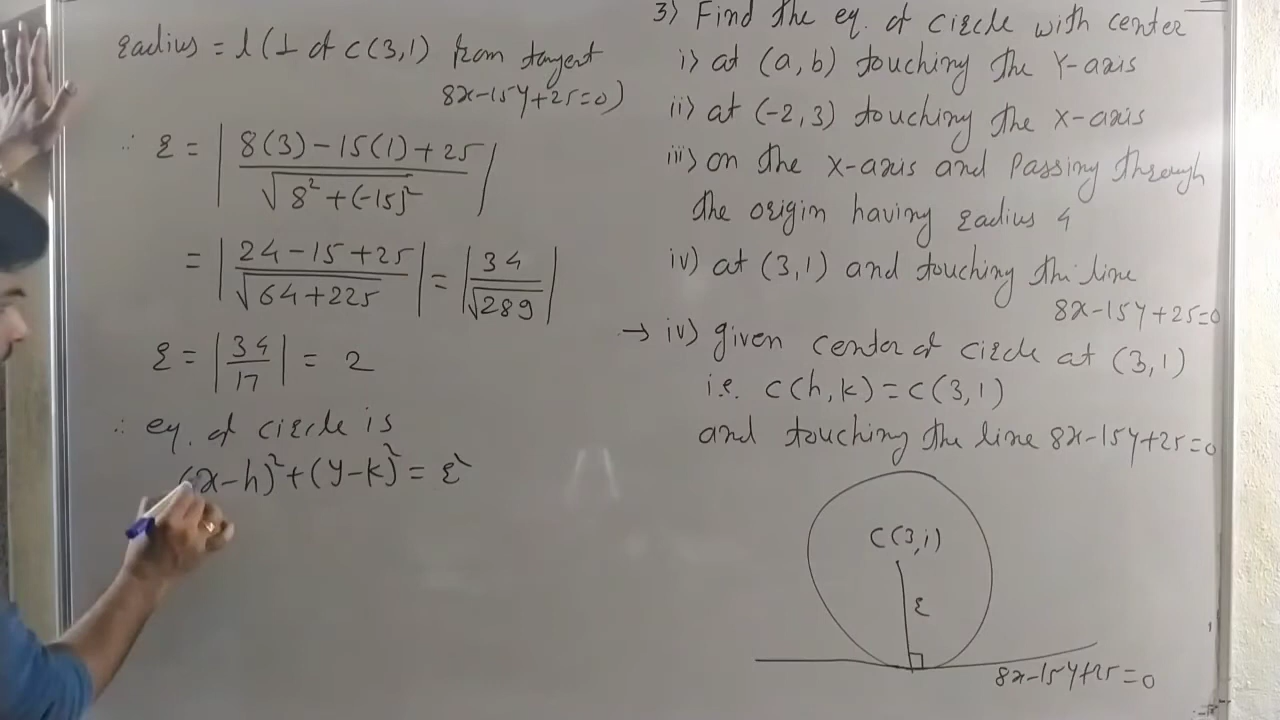 radius = l(⊥ of C(3,1) from tangent
8x-15y+25=0)
∴ r = |8(3)-15(1)+25 / √8²+(-15)²|
= |24-15+25 / √64+225| = |34 / √289|
r = |34/17| = 2
∴ eq. of circle is
(x-h)²+(y-k)²=r²
3) Find the eq. of circle with center
i) at (a,b) touching the Y-axis
ii) at (-2,3) touching the X-axis
iii) on the X-axis and Passing through
the origin having radius 4
iv) at (3,1) and touching the line
8x-15y+25=0
→ iv) given center of circle at (3,1)
i.e. C(h,k)=C(3,1)
and touching the line 8x-15y+25=0
C(3,1)
r
8x-15y+25=0